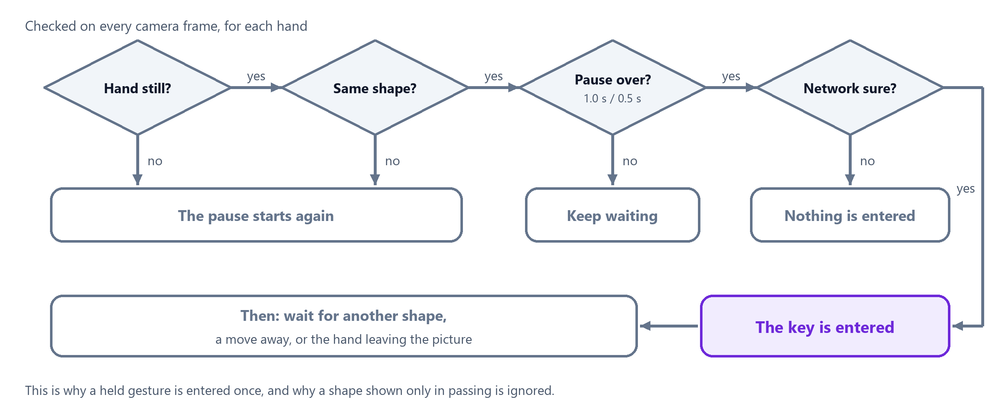 Checked on every camera frame, for each hand
Hand still?
yes
Same shape?
yes
Pause over?
1.0 s / 0.5 s
yes
Network sure?
no
no
no
no
yes
The pause starts again
Keep waiting
Nothing is entered
Then: wait for another shape,
a move away, or the hand leaving the picture
The key is entered
This is why a held gesture is entered once, and why a shape shown only in passing is ignored.